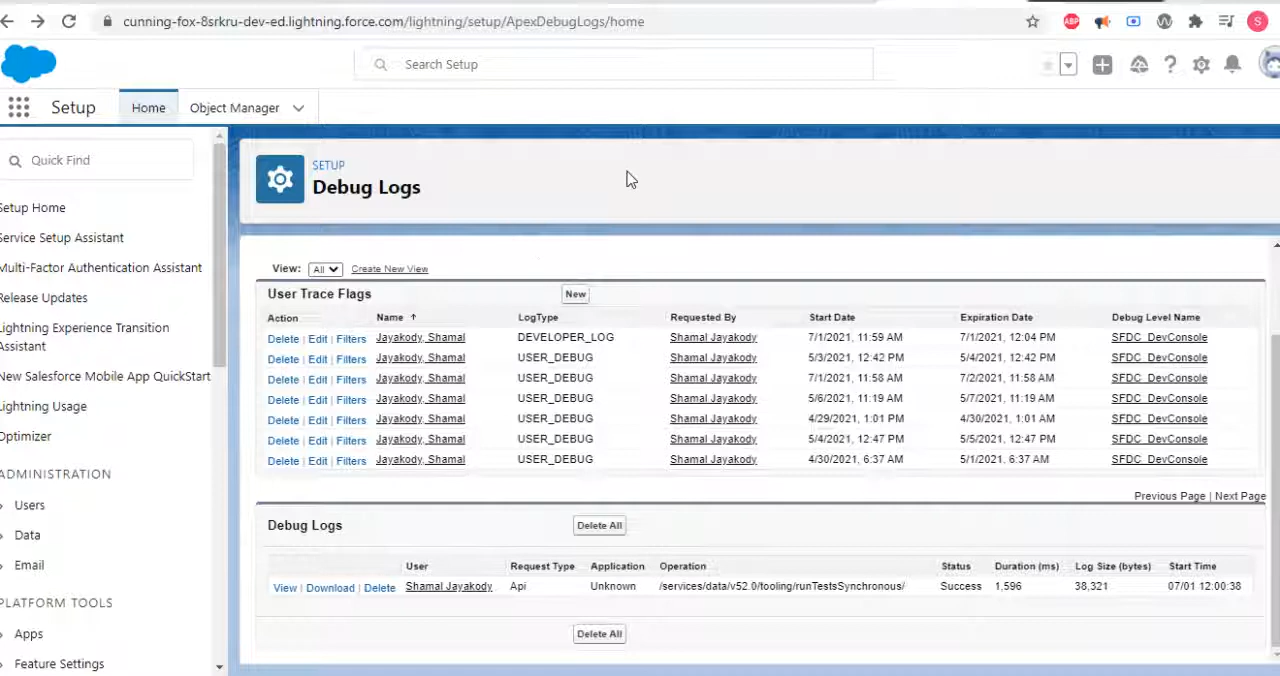 cunning-fox-8srkru-dev-ed.lightning.force.com/lightning/setup/ApexDebugLogs/home
ABP
S
Search Setup
Setup
Home
Object Manager
Quick Find
Setup Home
Service Setup Assistant
Multi-Factor Authentication Assistant
Release Updates
Lightning Experience Transition
Assistant
New Salesforce Mobile App QuickStart
Lightning Usage
Optimizer
ADMINISTRATION
Users
Data
Email
PLATFORM TOOLS
Apps
Feature Settings
SETUP
Debug Logs
View: All Create New View
User Trace Flags New
Action Name ↑ LogType Requested By Start Date Expiration Date Debug Level Name
Delete | Edit | Filters Jayakody, Shamal DEVELOPER_LOG Shamal Jayakody 7/1/2021, 11:59 AM 7/1/2021, 12:04 PM SFDC_DevConsole
Delete | Edit | Filters Jayakody, Shamal USER_DEBUG Shamal Jayakody 5/3/2021, 12:42 PM 5/4/2021, 12:42 PM SFDC_DevConsole
Delete | Edit | Filters Jayakody, Shamal USER_DEBUG Shamal Jayakody 7/1/2021, 11:58 AM 7/2/2021, 11:58 AM SFDC_DevConsole
Delete | Edit | Filters Jayakody, Shamal USER_DEBUG Shamal Jayakody 5/6/2021, 11:19 AM 5/7/2021, 11:19 AM SFDC_DevConsole
Delete | Edit | Filters Jayakody, Shamal USER_DEBUG Shamal Jayakody 4/29/2021, 1:01 PM 4/30/2021, 1:01 AM SFDC_DevConsole
Delete | Edit | Filters Jayakody, Shamal USER_DEBUG Shamal Jayakody 5/4/2021, 12:47 PM 5/5/2021, 12:47 PM SFDC_DevConsole
Delete | Edit | Filters Jayakody, Shamal USER_DEBUG Shamal Jayakody 4/30/2021, 6:37 AM 5/1/2021, 6:37 AM SFDC_DevConsole
Previous Page | Next Page
Debug Logs Delete All
User Request Type Application Operation Status Duration (ms) Log Size (bytes) Start Time
View | Download | Delete Shamal Jayakody Api Unknown /services/data/v52.0/tooling/runTestsSynchronous/ Success 1,596 38,321 07/01 12:00:38
Delete All